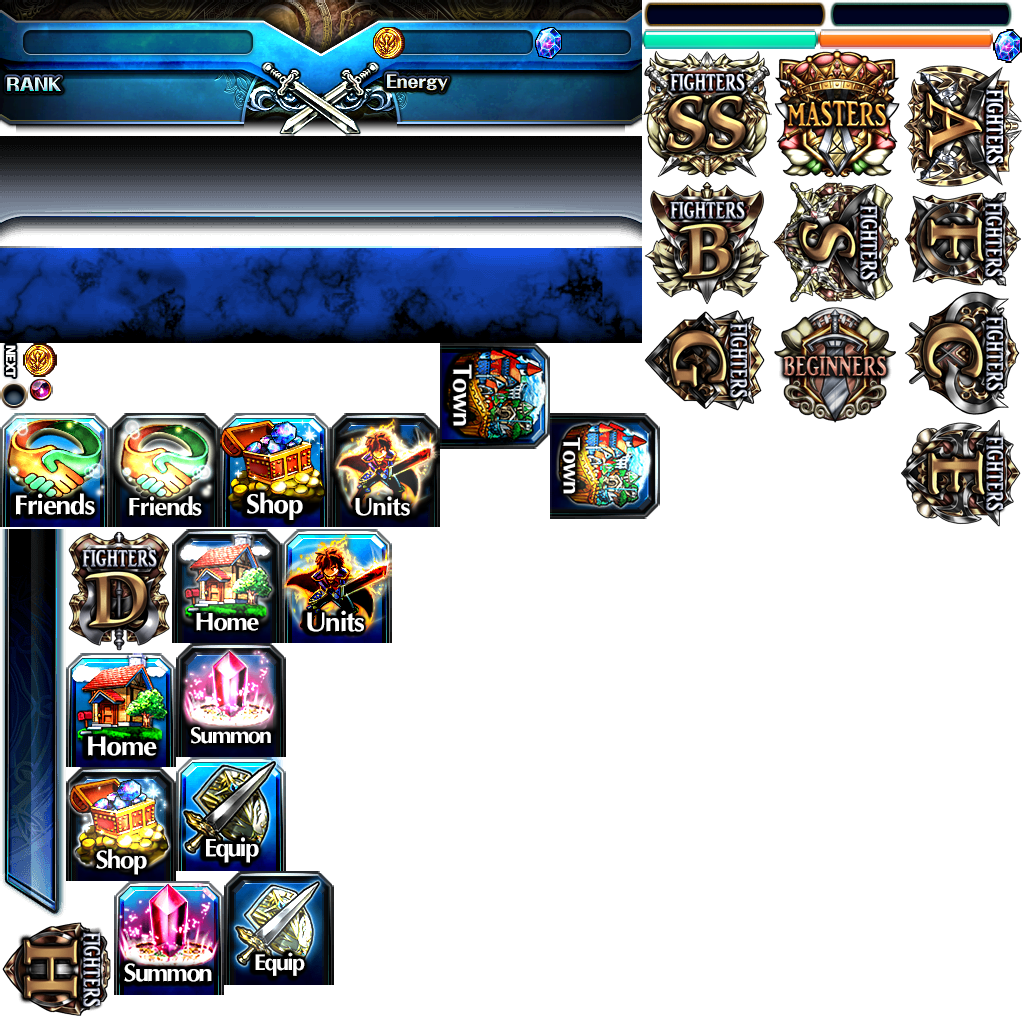 RANK
Energy
FIGHTERS
SS
MASTERS
FIGHTERS
A
FIGHTERS
B
FIGHTERS
S
FIGHTERS
F
FIGHTERS
G
BEGINNERS
FIGHTERS
C
FIGHTERS
E
NEXT
Town
Town
Friends
Friends
Shop
Units
FIGHTERS
D
Home
Units
Home
Summon
Shop
Equip
FIGHTERS
H
Summon
Equip